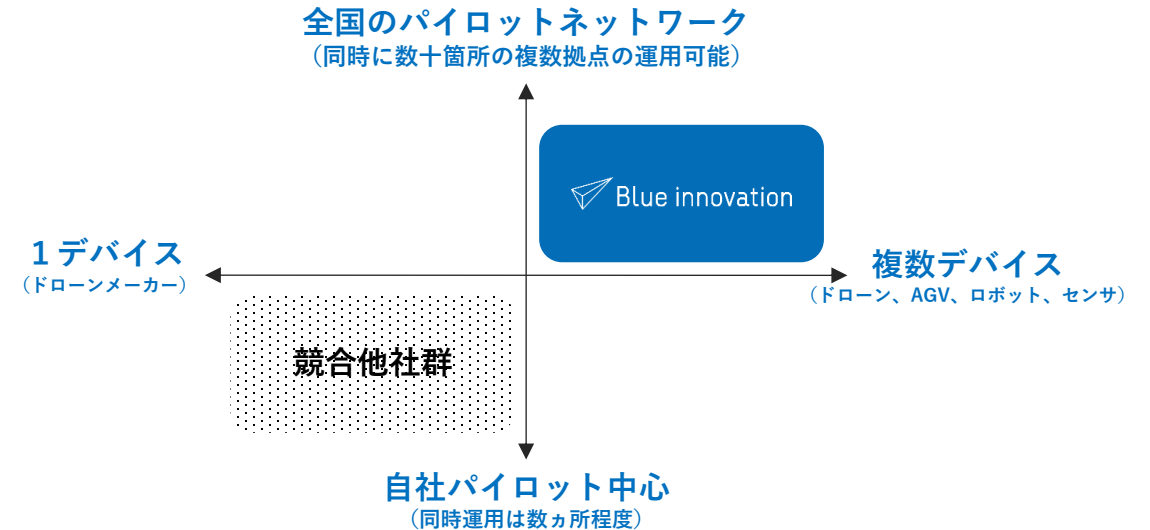 全国のパイロットネットワーク
（同時に数十箇所の複数拠点の運用可能）
Blue innovation
１デバイス
（ドローンメーカー）
複数デバイス
（ドローン、AGV、ロボット、センサ）
競合他社群
自社パイロット中心
（同時運用は数ヵ所程度）